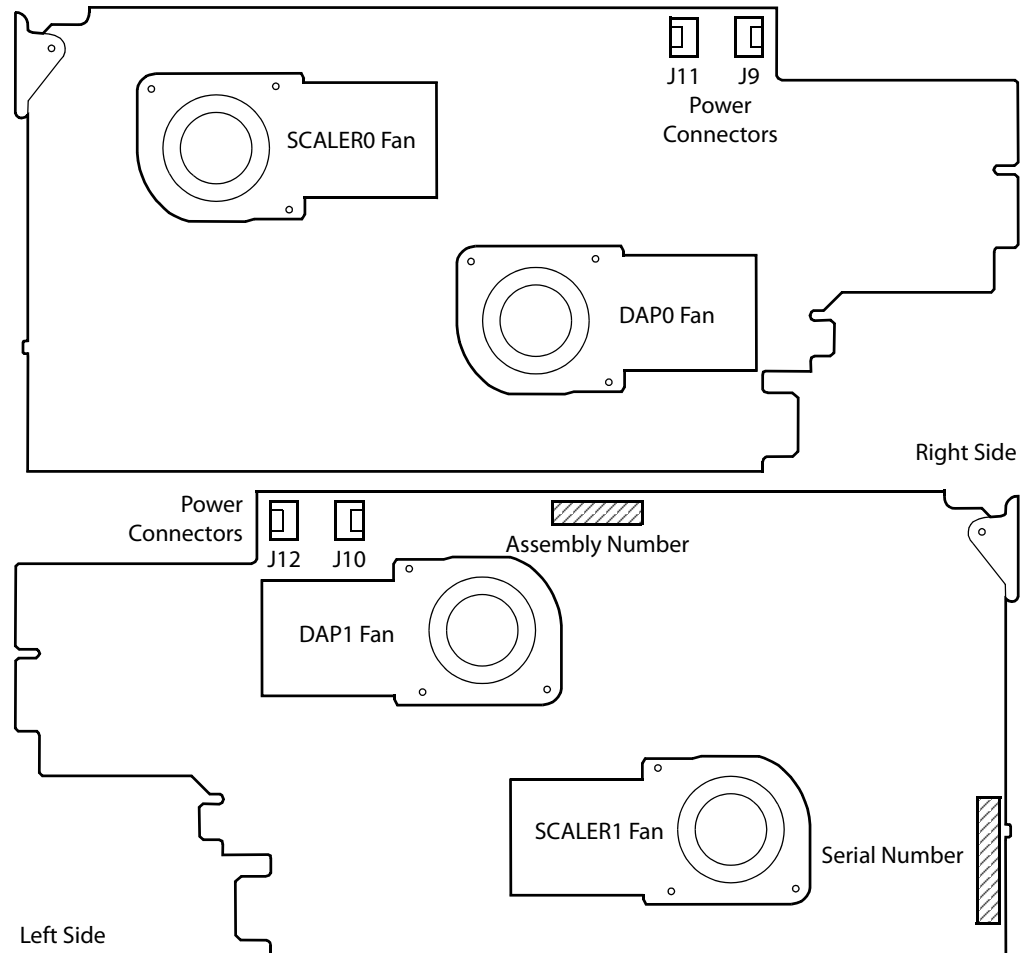 J11
J9
Power
Connectors
SCALER0 Fan
DAP0 Fan
Right Side
Power
Connectors
J12
J10
Assembly Number
DAP1 Fan
SCALER1 Fan
Serial Number
Left Side